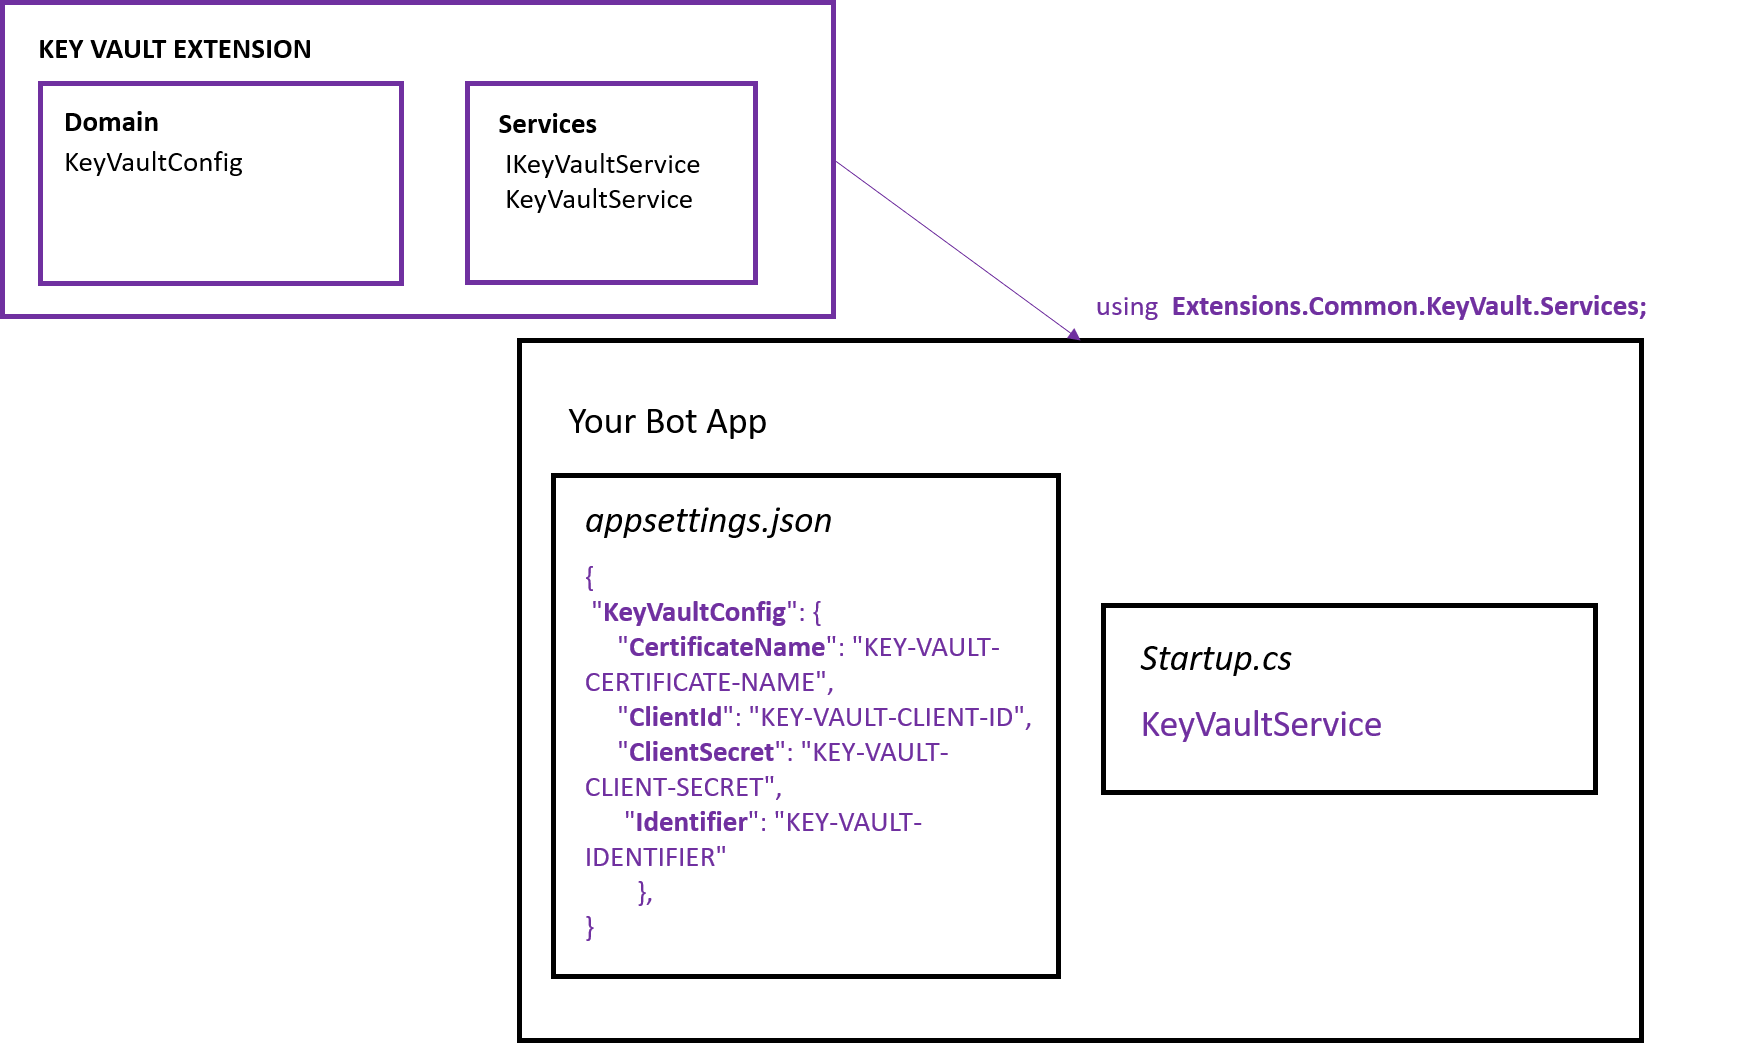 KEY VAULT EXTENSION
Domain
KeyVaultConfig
Services
IKeyVaultService
KeyVaultService
using Extensions.Common.KeyVault.Services;
Your Bot App
appsettings.json
{
"KeyVaultConfig": {
"CertificateName": "KEY-VAULT-
CERTIFICATE-NAME",
"ClientId": "KEY-VAULT-CLIENT-ID",
"ClientSecret": "KEY-VAULT-
CLIENT-SECRET",
"Identifier": "KEY-VAULT-
IDENTIFIER"
},
}
Startup.cs
KeyVaultService